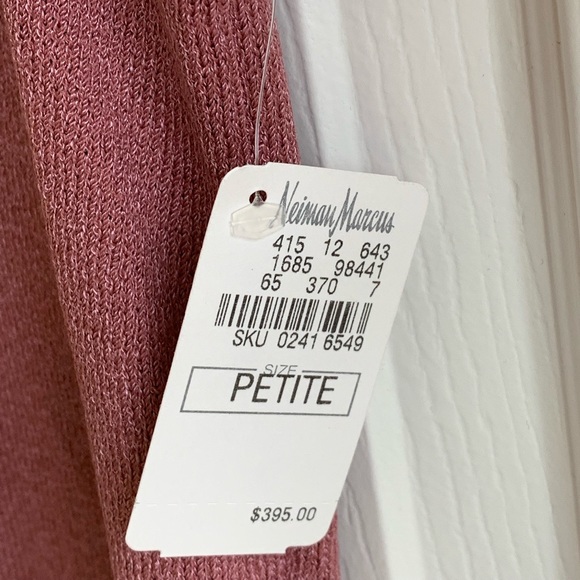 Neiman Marcus
415 12 643
1685 98441
65 370 7
SKU 0241 6549
SIZE
PETITE
$395.00